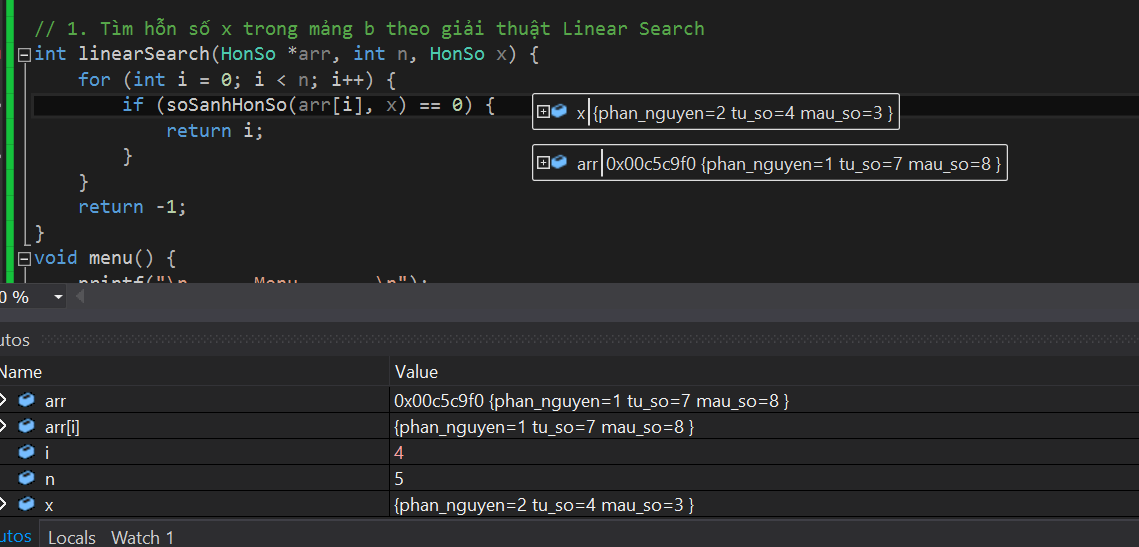 // 1. Tìm hỗn số x trong mảng b theo giải thuật Linear Search
int linearSearch(HonSo *arr, int n, HonSo x) {
for (int i = 0; i < n; i++) {
if (soSanhHonSo(arr[i], x) == 0) {
x {phan_nguyen=2 tu_so=4 mau_so=3 }
return i;
}
arr 0x00c5c9f0 {phan_nguyen=1 tu_so=7 mau_so=8 }
}
return -1;
}
void menu() {
printf("\n Menu \n");
0 %
utos
Name Value
arr 0x00c5c9f0 {phan_nguyen=1 tu_so=7 mau_so=8 }
arr[i] {phan_nguyen=1 tu_so=7 mau_so=8 }
i 4
n 5
x {phan_nguyen=2 tu_so=4 mau_so=3 }
utos Locals Watch 1